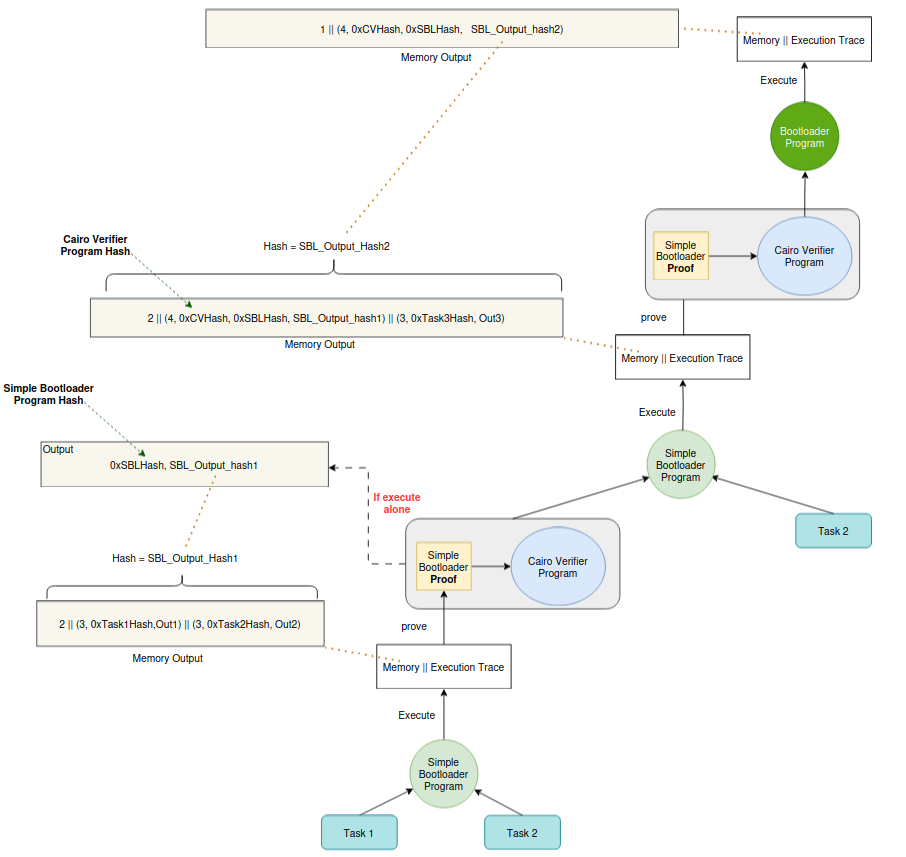 1 || (4, 0xCVHash, 0xSBLHash, SBL_Output_hash2)
Memory Output
Memory || Execution Trace
Execute
Bootloader
Program
Cairo Verifier
Program Hash
Hash = SBL_Output_Hash2
Simple
Bootloader
Proof
Cairo Verifier
Program
2 || (4, 0xCVHash, 0xSBLHash, SBL_Output_hash1) || (3, 0xTask3Hash, Out3)
Memory Output
prove
Memory || Execution Trace
Simple Bootloader
Program Hash
Execute
Output
0xSBLHash, SBL_Output_hash1
Simple
Bootloader
Program
If execute
alone
Task 2
Hash = SBL_Output_Hash1
Simple
Bootloader
Proof
Cairo Verifier
Program
2 || (3, 0xTask1Hash,Out1) || (3, 0xTask2Hash, Out2)
Memory Output
prove
Memory || Execution Trace
Execute
Simple
Bootloader
Program
Task 1
Task 2